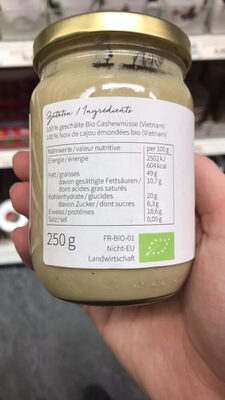 Zutaten / Ingrédients
100 % geschälte Bio Cashewnüsse (Vietnam)
100 % Noix de cajou émondées bio (Vietnam)
Nährwerte / valeur nutritive per 100 g
Energie / énergie 2502 kJ
604 kcal
Fett / graisses 49 g
davon gesättigte Fettsäuren / 10,7 g
dont acides gras saturés
Kohlenhydrate / glucides 20 g
davon Zucker / dont sucres 6,3 g
Eiweiss / protéines 18,6 g
Salz / sel 0,05 g
250 g
FR-BIO-01
Nicht-EU
Landwirtschaft